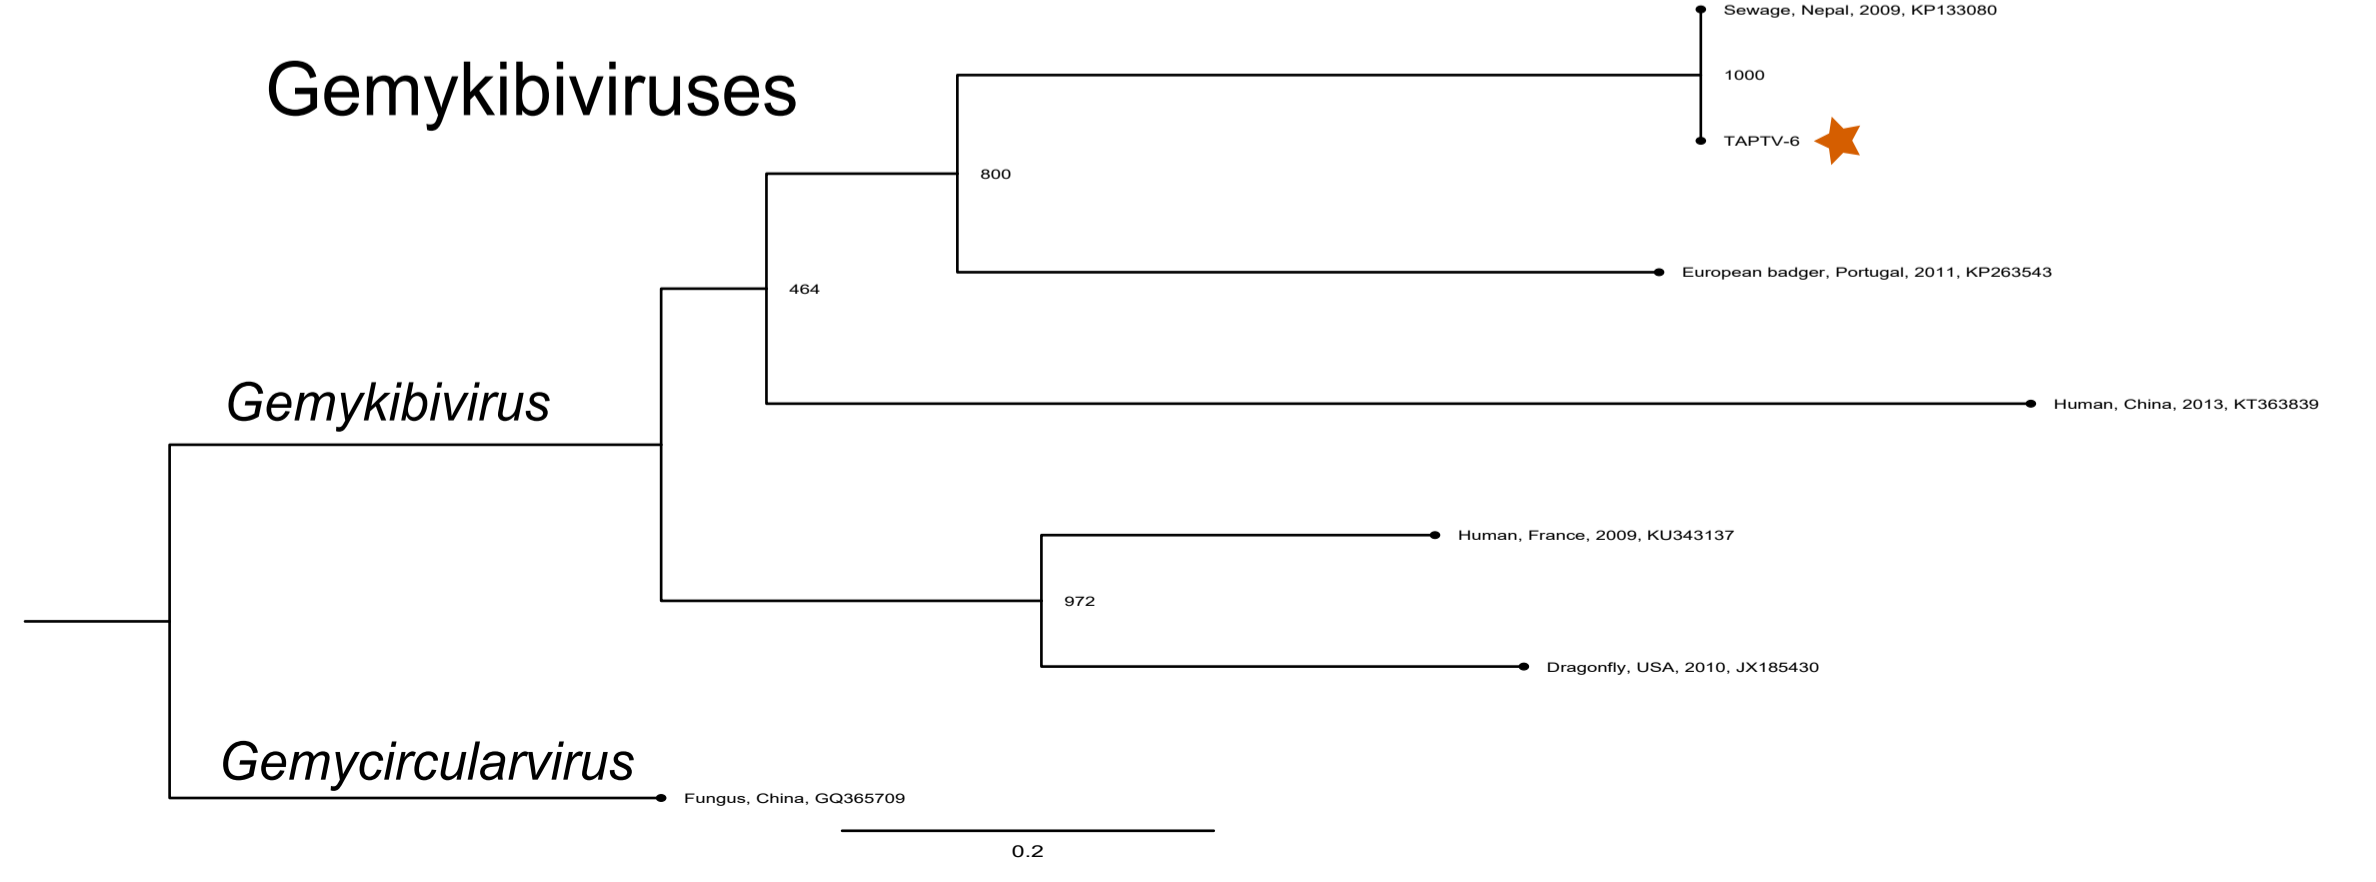 Sewage, Nepal, 2009, KP133080
Gemykibiviruses
1000
TAPTV-6
800
European badger, Portugal, 2011, KP263543
464
Gemykibivirus
Human, China, 2013, KT363839
Human, France, 2009, KU343137
972
Dragonfly, USA, 2010, JX185430
Gemycircularvirus
Fungus, China, GQ365709
0.2